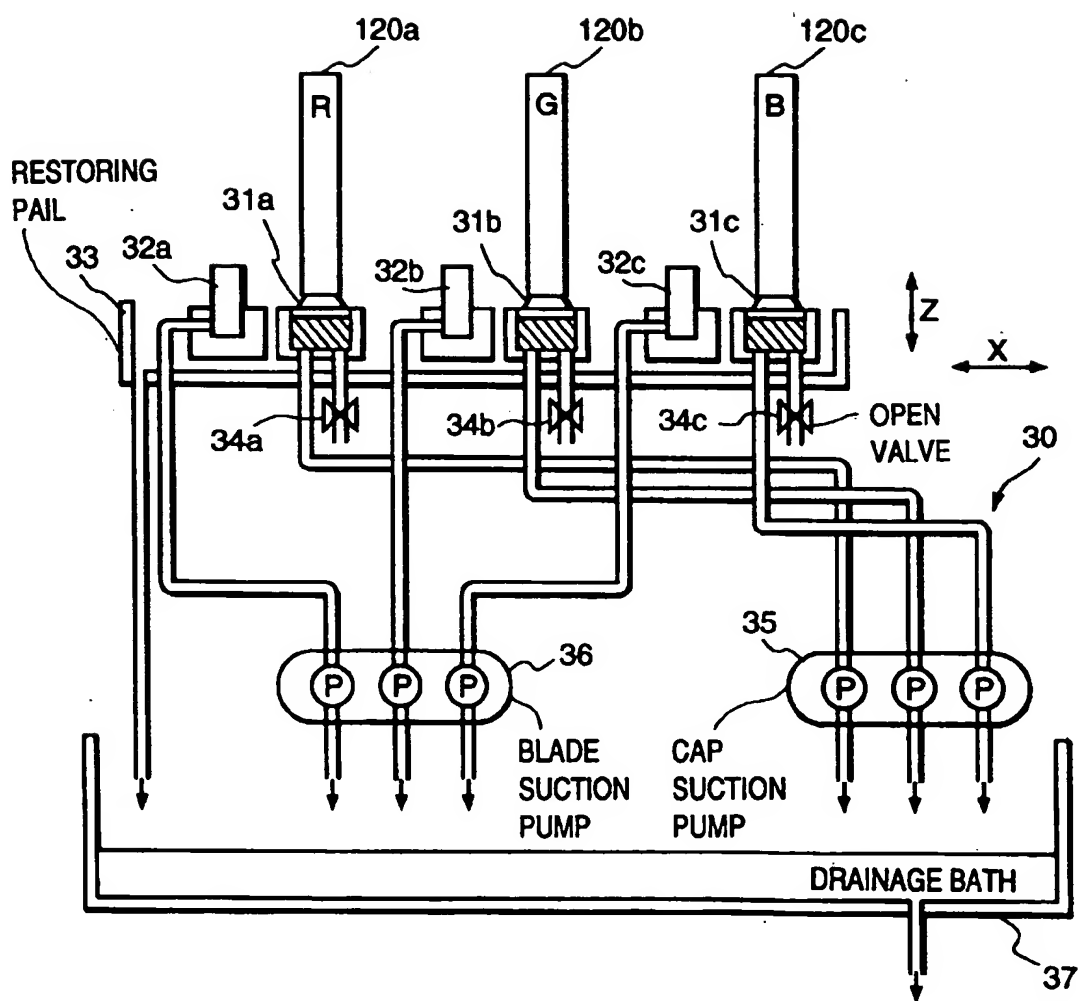 120a
120b
120c
R
G
B
RESTORING
PAIL
31a
31b
31c
33
32a
32b
32c
Z
X
34a
34b
34c
OPEN
VALVE
30
36
35
P
P
P
P
P
P
BLADE
SUCTION
PUMP
CAP
SUCTION
PUMP
DRAINAGE BATH
37